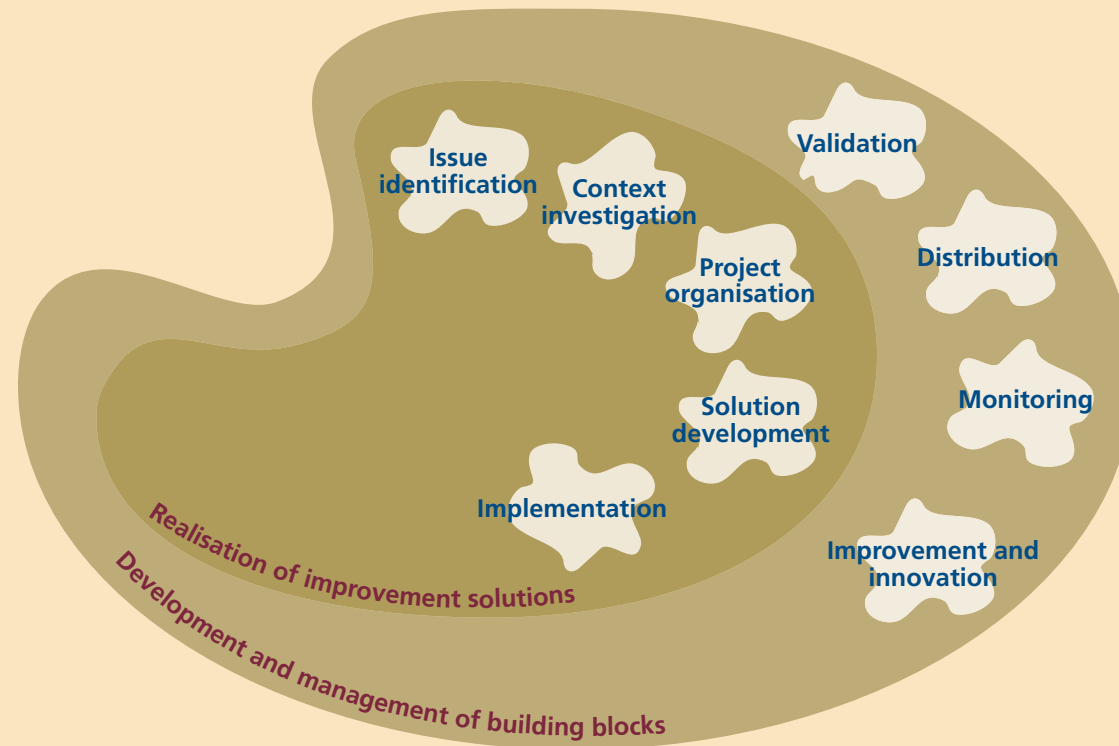 Issue
identification
Context
investigation
Project
organisation
Solution
development
Implementation
Validation
Distribution
Monitoring
Improvement and
innovation
Realisation of improvement solutions
Development and management of building blocks